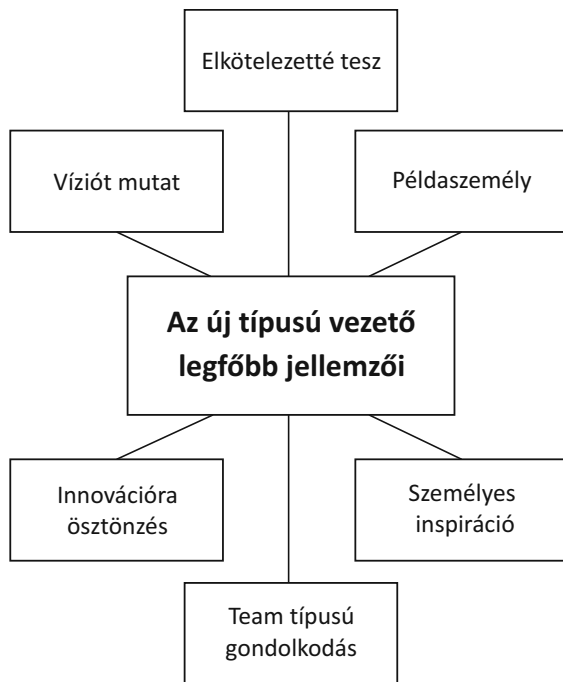 Elkötelezetté tesz
Víziót mutat
Példaszemély
Az új típusú vezető
legfőbb jellemzői
Innovációra
ösztönzés
Személyes
inspiráció
Team típusú
gondolkodás